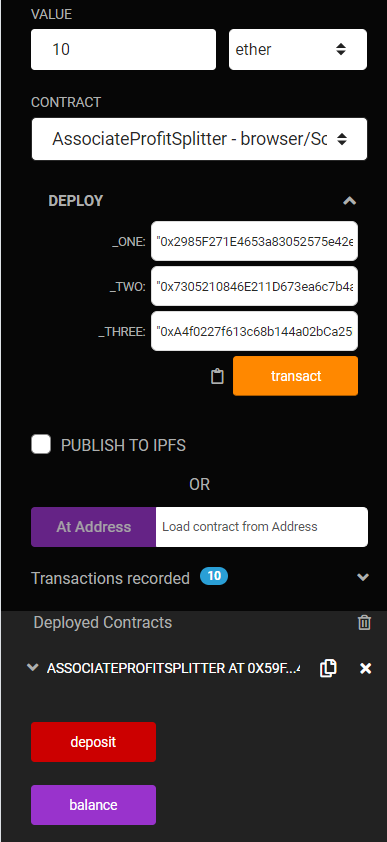 VALUE
10 ether
CONTRACT
AssociateProfitSplitter - browser/Sc
DEPLOY
_ONE: "0x2985F271E4653a83052575e42e
_TWO: "0x7305210846E211D673ea6c7b4a
_THREE: "0xA4f0227f613c68b144a02bCa25
transact
PUBLISH TO IPFS
OR
At Address Load contract from Address
Transactions recorded 10
Deployed Contracts
ASSOCIATEPROFITSPLITTER AT 0X59F...4
deposit
balance